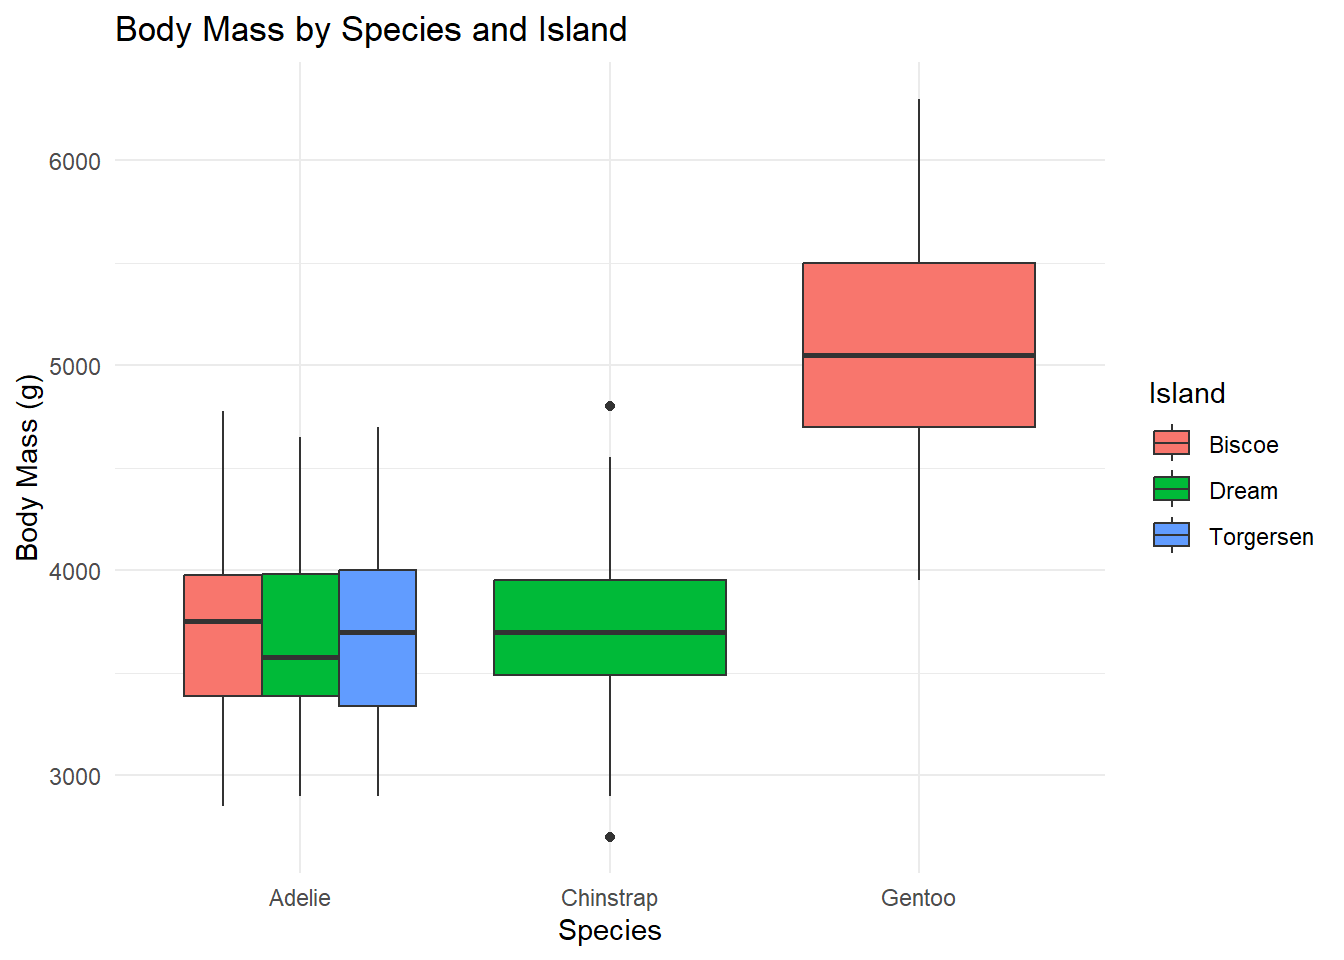 Body Mass by Species and Island
Body Mass (g)
6000
5000
4000
3000
Adelie
Chinstrap
Gentoo
Species
Island
Biscoe
Dream
Torgersen